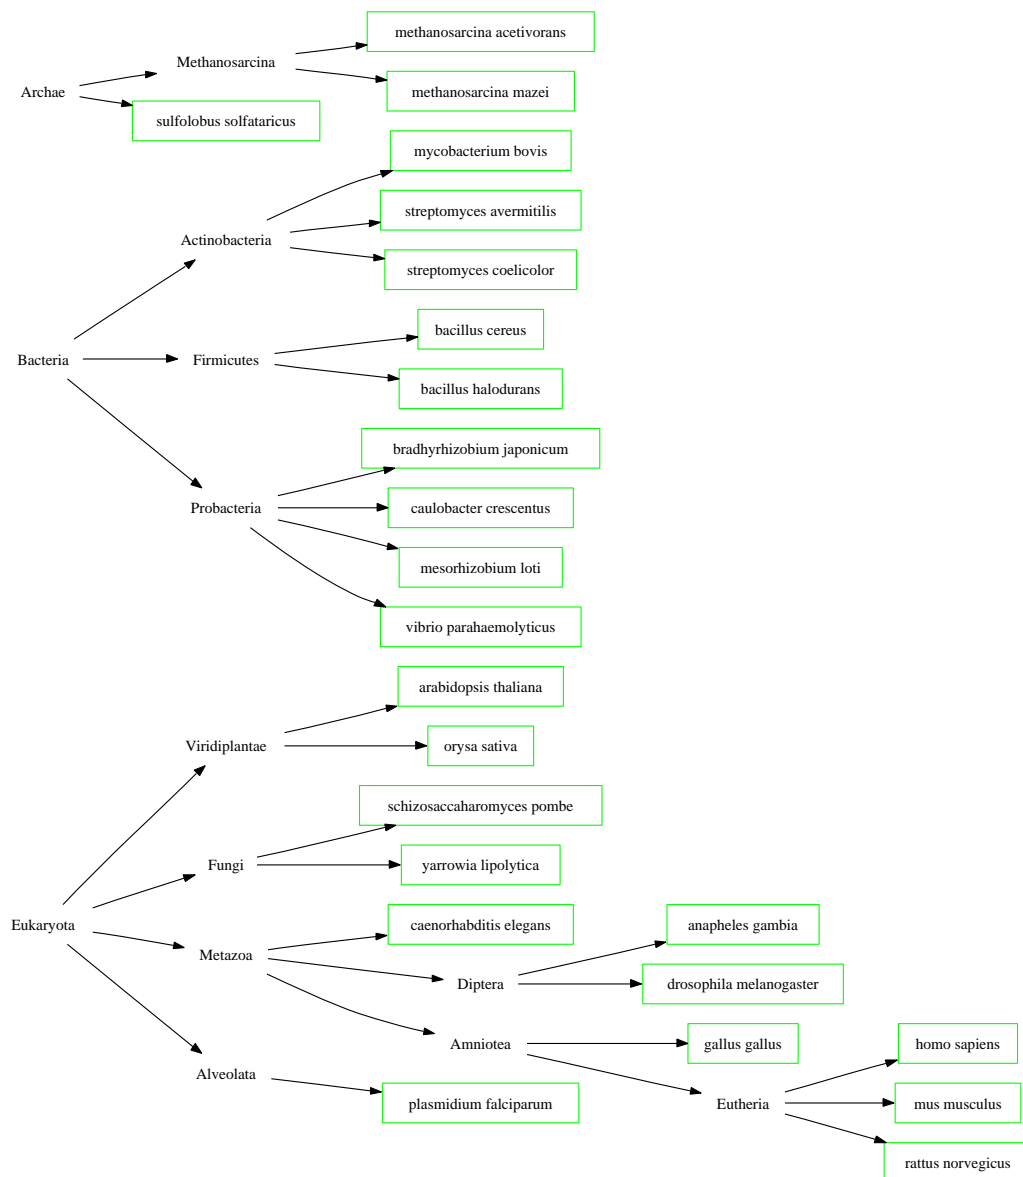 methanosarcina acetivorans
Methanosarcina
Archae
methanosarcina mazei
sulfolobus solfataricus
mycobacterium bovis
streptomyces avermitilis
Actinobacteria
streptomyces coelicolor
bacillus cereus
Bacteria
Firmicutes
bacillus halodurans
bradhyrhizobium japonicum
Probacteria
caulobacter crescentus
mesorhizobium loti
vibrio parahaemolyticus
arabidopsis thaliana
Viridiplantae
orysa sativa
schizosaccaharomyces pombe
Fungi
yarrowia lipolytica
Eukaryota
caenorhabditis elegans
anapheles gambia
Metazoa
Diptera
drosophila melanogaster
Amniotea
gallus gallus
homo sapiens
Alveolata
plasmidium falciparum
Eutheria
mus musculus
rattus norvegicus